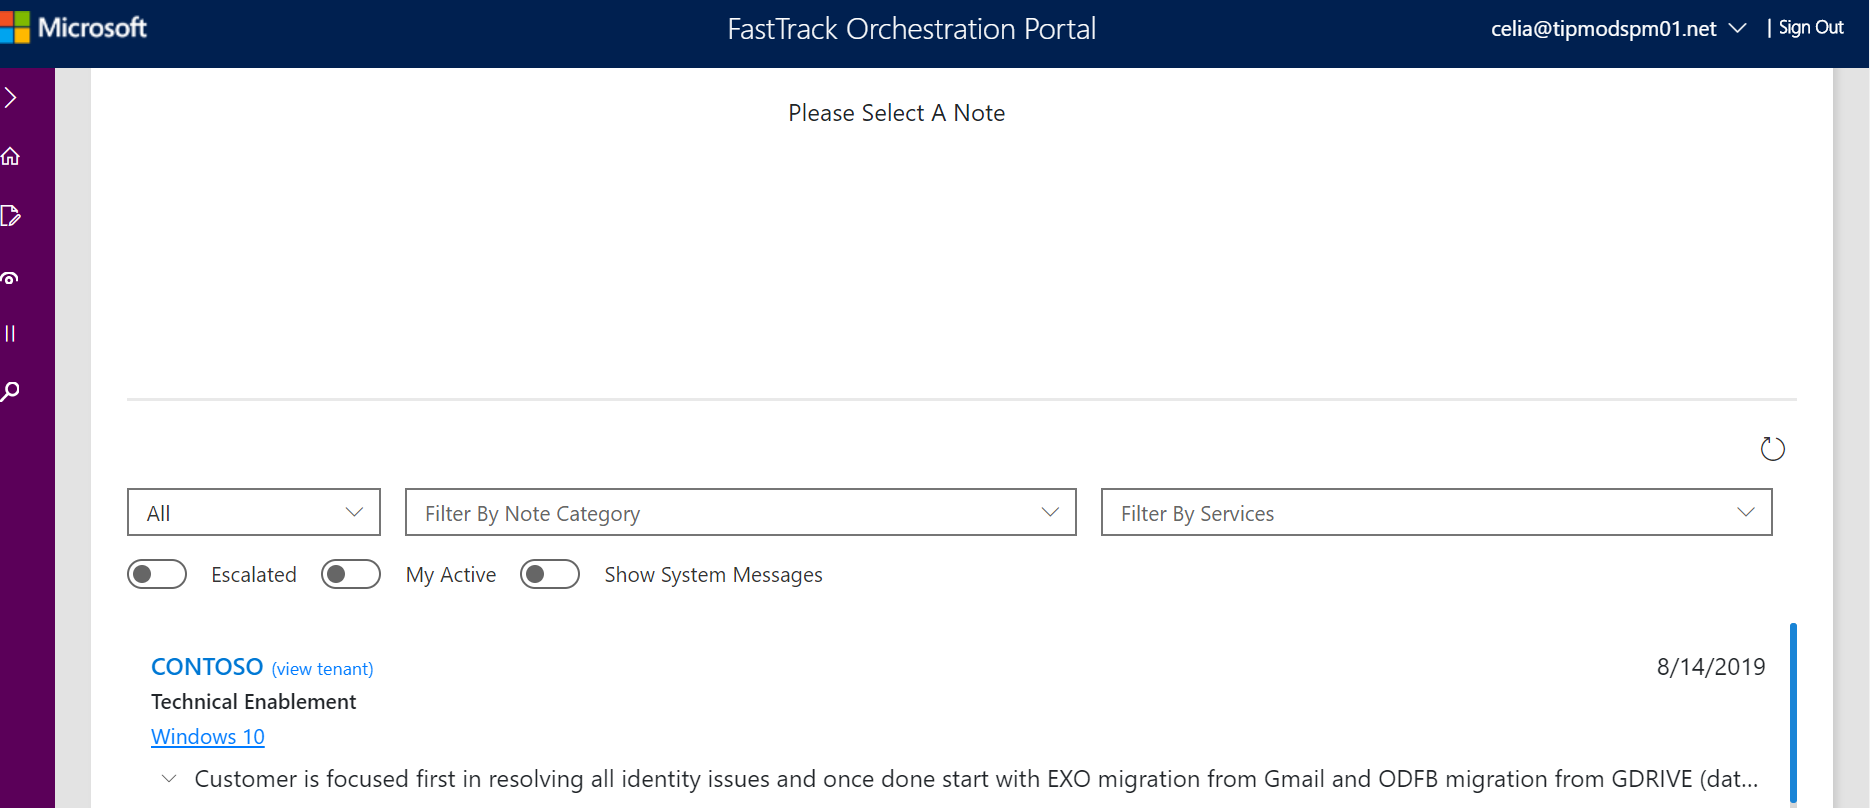 Microsoft
FastTrack Orchestration Portal
celia@tipmodspm01.net
| Sign Out
Please Select A Note
All
Filter By Note Category
Filter By Services
Escalated
My Active
Show System Messages
CONTOSO (view tenant)
8/14/2019
Technical Enablement
Windows 10
Customer is focused first in resolving all identity issues and once done start with EXO migration from Gmail and ODFB migration from GDRIVE (dat...